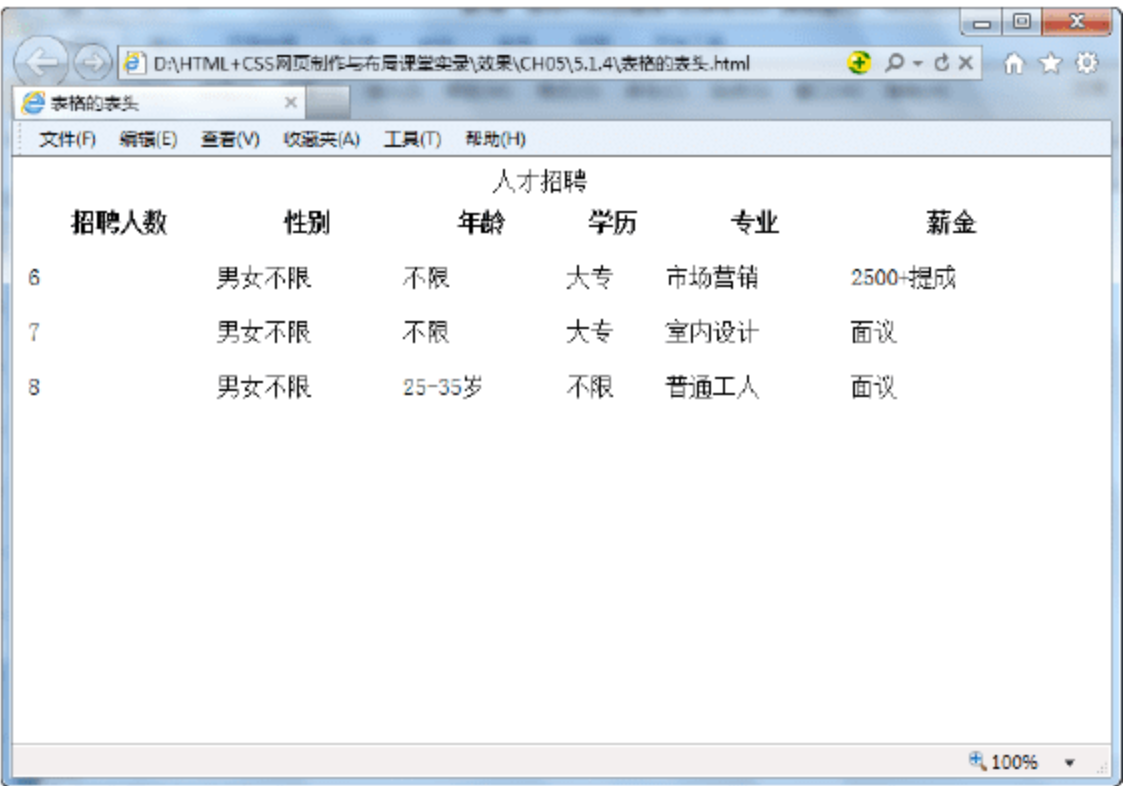 D:\HTML+CSS网页制作与布局课堂实录\效果\CH05\5.1.4\表格的表头.html
表格的表头
文件(F) 编辑(E) 查看(V) 收藏夹(A) 工具(T) 帮助(H)
人才招聘
招聘人数 性别 年龄 学历 专业 薪金
6 男女不限 不限 大专 市场营销 2500+提成
7 男女不限 不限 大专 室内设计 面议
8 男女不限 25-35岁 不限 普通工人 面议
100%